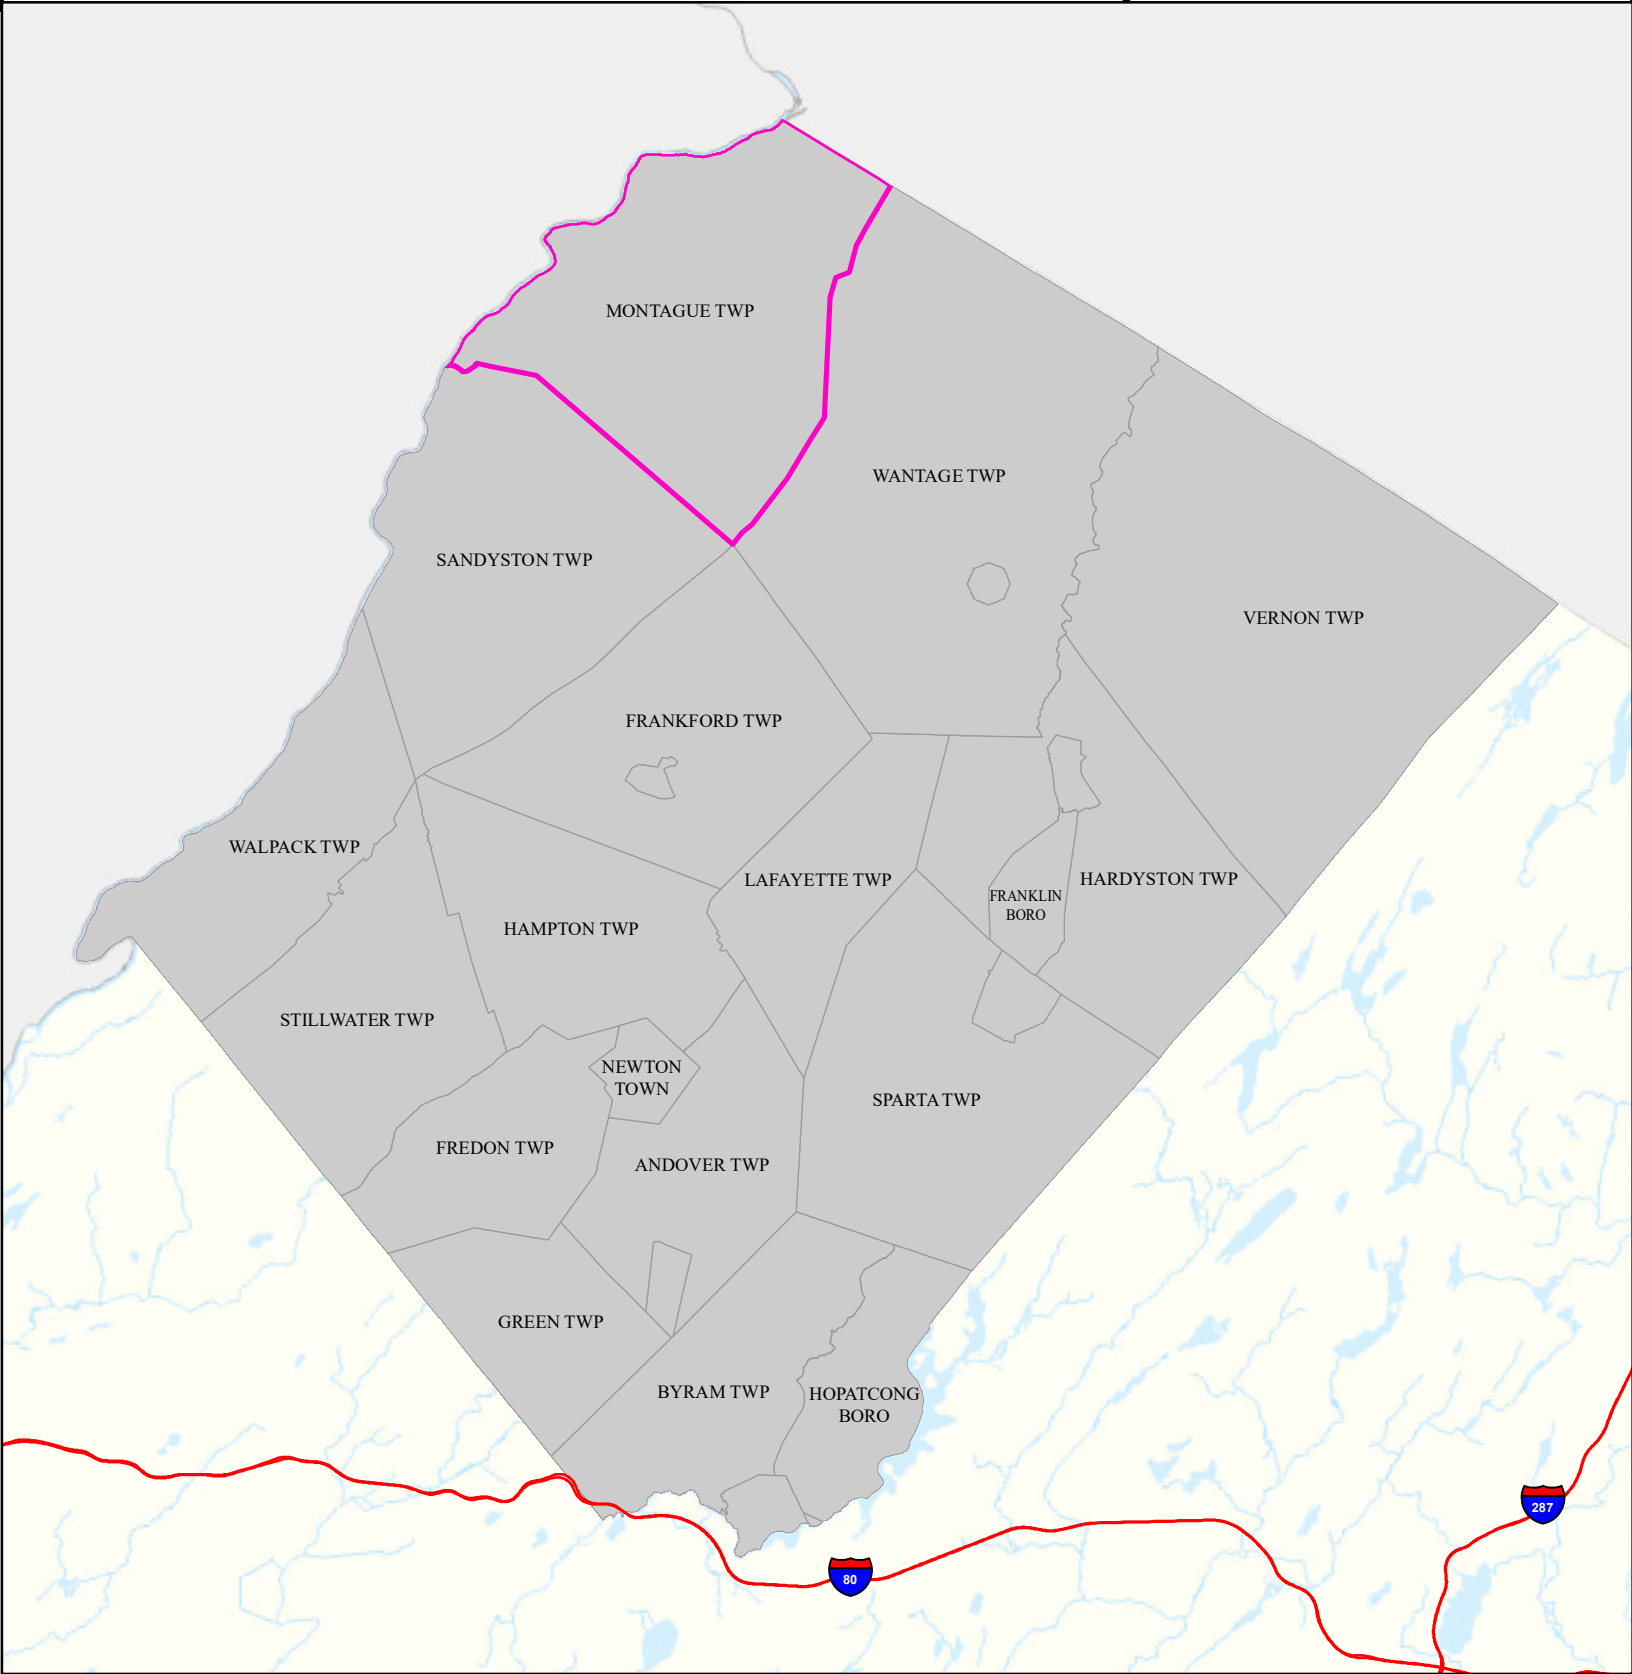 MONTAGUE TWP
WANTAGE TWP
SANDYSTON TWP
VERNON TWP
FRANKFORD TWP
WALPACK TWP
LAFAYETTE TWP
HARDYSTON TWP
FRANKLIN
BORO
HAMPTON TWP
STILLWATER TWP
NEWTON
TOWN
SPARTA TWP
FREDON TWP
ANDOVER TWP
GREEN TWP
BYRAM TWP
HOPATCONG
BORO
287
80